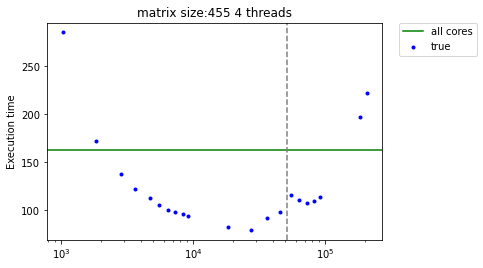 matrix size:455 4 threads
all cores
true
Execution time
250
200
150
100
10³
10⁴
10⁵